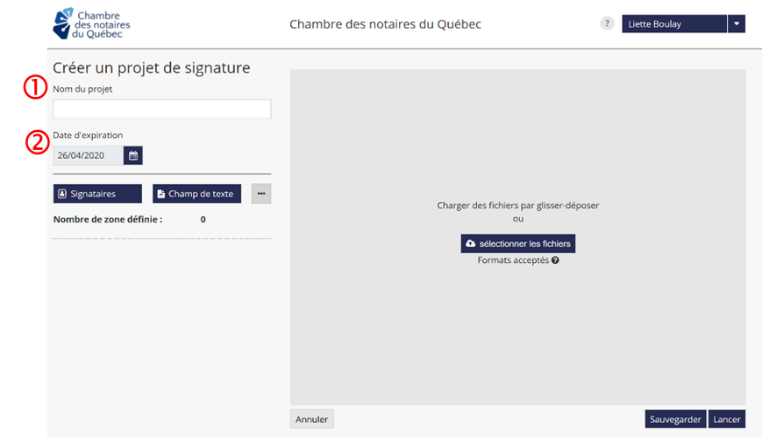 Chambre
des notaires
du Québec
Chambre des notaires du Québec
?
Liette Boulay
Créer un projet de signature
①
Nom du projet
②
Date d'expiration
26/04/2020
Signataires
Champ de texte
...
Nombre de zone définie : 0
Charger des fichiers par glisser-déposer
ou
sélectionner les fichiers
Formats acceptés ?
Annuler
Sauvegarder
Lancer